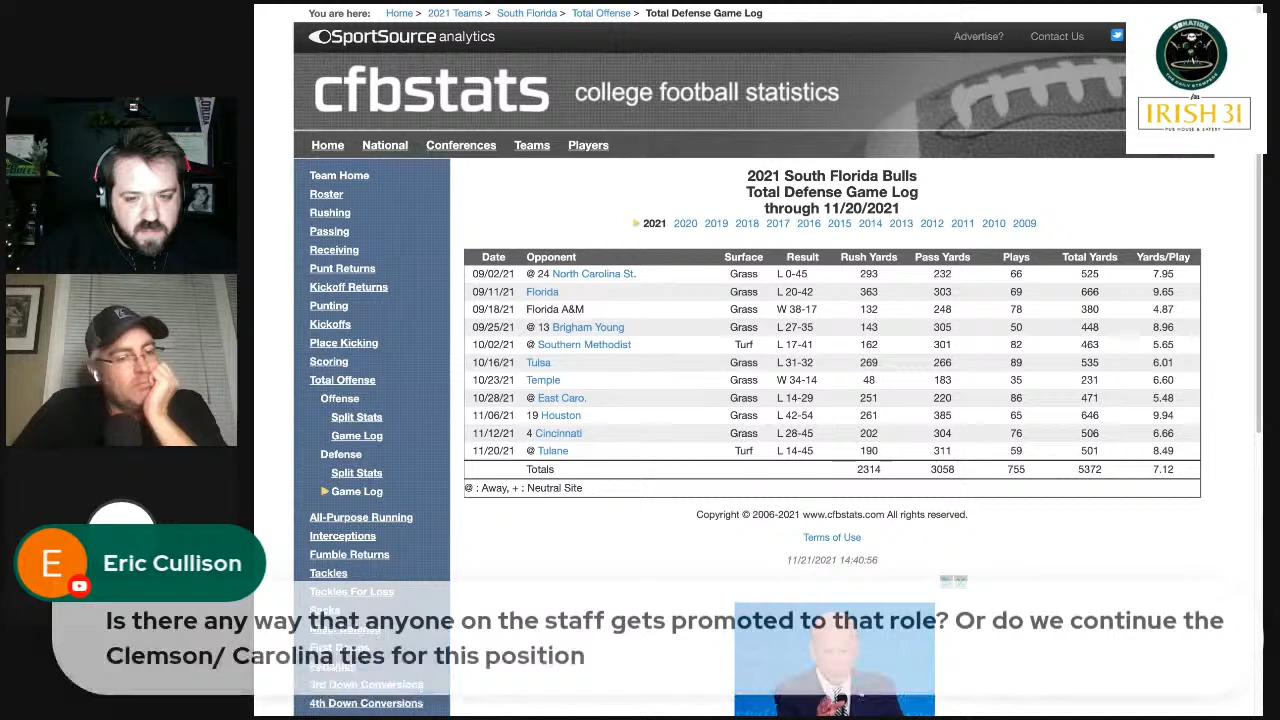 You are here: Home > 2021 Teams > South Florida > Total Offense > Total Defense Game Log
SportSource analytics
Advertise? Contact Us
cfbstats college football statistics
SBNATION
THE DAILY STAMPEDE
IRISH 31
PUB HOUSE & EATERY
Home National Conferences Teams Players
Team Home
Roster
Rushing
Passing
Receiving
Punt Returns
Kickoff Returns
Punting
Kickoffs
Place Kicking
Scoring
Total Offense
Offense
Split Stats
Game Log
Defense
Split Stats
Game Log
All-Purpose Running
Interceptions
Fumble Returns
Tackles
Tackles For Loss
Sacks
3rd Down Conversions
4th Down Conversions
2021 South Florida Bulls
Total Defense Game Log
through 11/20/2021
2021 2020 2019 2018 2017 2016 2015 2014 2013 2012 2011 2010 2009
Date Opponent Surface Result Rush Yards Pass Yards Plays Total Yards Yards/Play
09/02/21 @ 24 North Carolina St. Grass L 0-45 293 232 66 525 7.95
09/11/21 Florida Grass L 20-42 363 303 69 666 9.65
09/18/21 Florida A&M Grass W 38-17 132 248 78 380 4.87
09/25/21 @ 13 Brigham Young Grass L 27-35 143 305 50 448 8.96
10/02/21 @ Southern Methodist Turf L 17-41 162 301 82 463 5.65
10/16/21 Tulsa Grass L 31-32 269 266 89 535 6.01
10/23/21 Temple Grass W 34-14 48 183 35 231 6.60
10/28/21 @ East Caro. Grass L 14-29 251 220 86 471 5.48
11/06/21 19 Houston Grass L 42-54 261 385 65 646 9.94
11/12/21 4 Cincinnati Grass L 28-45 202 304 76 506 6.66
11/20/21 @ Tulane Turf L 14-45 190 311 59 501 8.49
Totals 2314 3058 755 5372 7.12
@ : Away, + : Neutral Site
Copyright © 2006-2021 www.cfbstats.com All rights reserved.
Terms of Use
11/21/2021 14:40:56
E
Eric Cullison
Is there any way that anyone on the staff gets promoted to that role? Or do we continue the
Clemson/ Carolina ties for this position